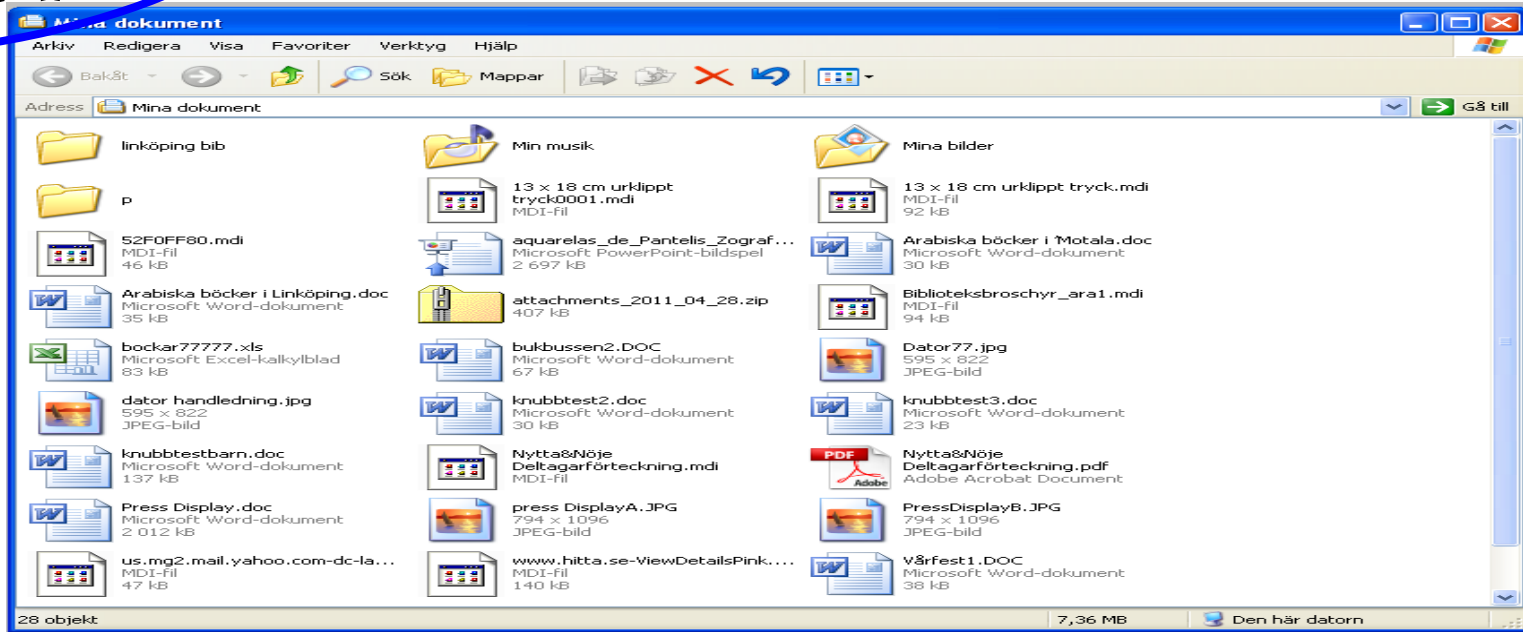 Mina dokument
Arkiv Redigera Visa Favoriter Verktyg Hjälp
Bakåt Sök Mappar
Adress Mina dokument Gå till
linköping bib
Min musik
Mina bilder
p
13 x 18 cm urklippt
tryck0001.mdi
MDI-fil
13 x 18 cm urklippt tryck.mdi
MDI-fil
92 kB
52F0FF80.mdi
MDI-fil
46 kB
aquarelas_de_Pantelis_Zograf...
Microsoft PowerPoint-bildspel
2 697 kB
Arabiska böcker i Motala.doc
Microsoft Word-dokument
30 kB
Arabiska böcker i Linköping.doc
Microsoft Word-dokument
35 kB
attachments_2011_04_28.zip
407 kB
Biblioteksbroschyr_ara1.mdi
MDI-fil
94 kB
bockar77777.xls
Microsoft Excel-kalkylblad
83 kB
bukbussen2.DOC
Microsoft Word-dokument
67 kB
Dator77.jpg
595 x 822
JPEG-bild
dator handledning.jpg
595 x 822
JPEG-bild
knubbtest2.doc
Microsoft Word-dokument
30 kB
knubbtest3.doc
Microsoft Word-dokument
23 kB
knubbtestbarn.doc
Microsoft Word-dokument
137 kB
Nytta&Nöje
Deltagarförteckning.mdi
MDI-fil
PDF
Adobe
Nytta&Nöje
Deltagarförteckning.pdf
Adobe Acrobat Document
Press Display.doc
Microsoft Word-dokument
2 012 kB
press DisplayA.JPG
794 x 1096
JPEG-bild
PressDisplayB.JPG
794 x 1096
JPEG-bild
us.mg2.mail.yahoo.com-dc-la...
MDI-fil
47 kB
www.hitta.se-ViewDetailsPink....
MDI-fil
140 kB
Vårfest1.DOC
Microsoft Word-dokument
38 kB
28 objekt 7,36 MB Den här datorn